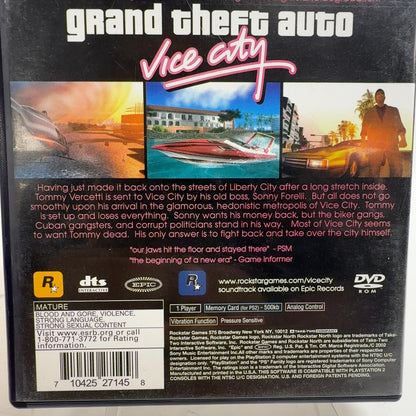 grand theft auto
Vice City
Having just made it back onto the streets of Liberty City after a long stretch inside,
Tommy Vercetti is sent to Vice City by his old boss, Sonny Forelli. But all does not go
smoothly upon his arrival in the glamorous, hedonistic metropolis of Vice City. Tommy
is set up and loses everything. Sonny wants his money back, but the biker gangs,
Cuban gangsters, and corrupt politicians stand in his way. Most of Vice City seems
to want Tommy dead. His only answer is to fight back and take over the city himself.
"our jaws hit the floor and stayed there" - PSM
"the beginning of a new era" - Game informer
R
dts
INTERACTIVE
EPIC
R
www.rockstargames.com/vicecity
soundtrack available on Epic Records
DVD
ROM
MATURE
BLOOD AND GORE, VIOLENCE,
STRONG LANGUAGE,
STRONG SEXUAL CONTENT
Visit www.esrb.org or call
1-800-771-3772 for Rating
Information.
1 Player
Memory Card (for PS2) - 500kb
Analog Control
Vibration Function
Pressure Sensitive
Rockstar Games 575 Broadway New York NY, 10012
7 10425 27145 8